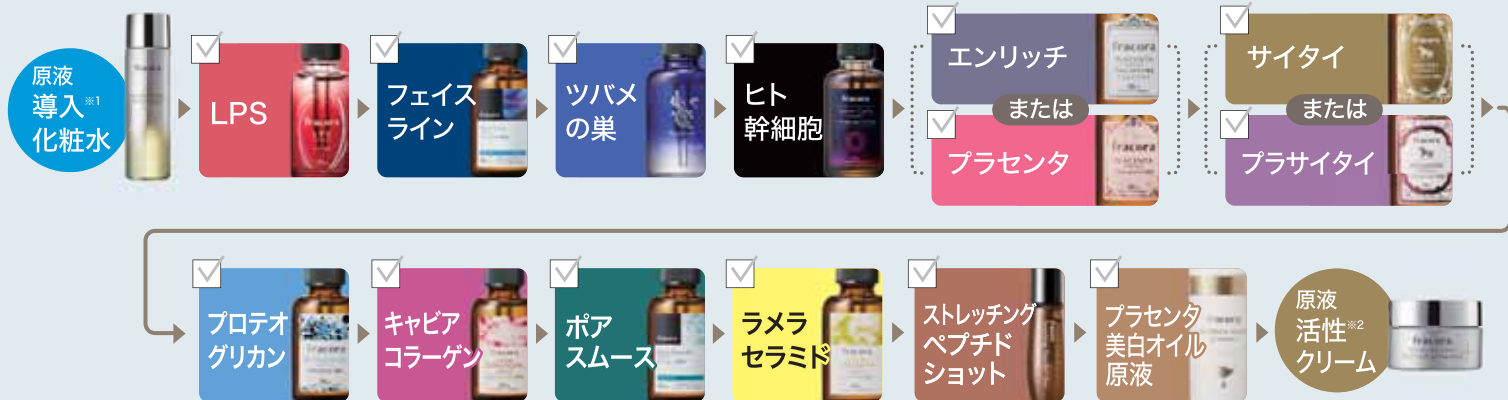 原液
導入※1
化粧水
LPS
フェイス
ライン
ツバメ
の巣
ヒト
幹細胞
エンリッチ
または
プラセンタ
サイタイ
または
プラサイタイ
プロテオ
グリカン
キャビア
コラーゲン
ポア
スムース
ラメラ
セラミド
ストレッチング
ペプチド
ショット
プラセンタ
美白オイル
原液
原液
活性※2
クリーム
fracora
fracora
fracora
fracora
fracora